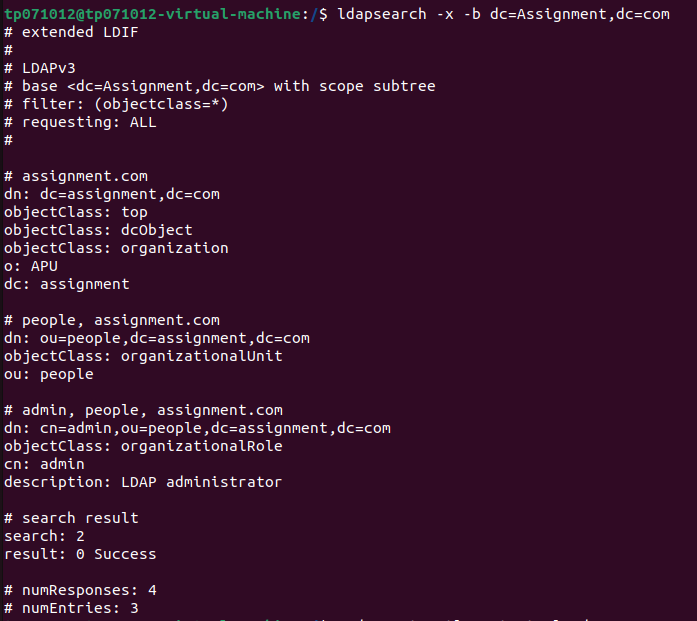 tp071012@tp071012-virtual-machine:/$ ldapsearch -x -b dc=Assignment,dc=com
# extended LDIF
#
# LDAPv3
# base <dc=Assignment,dc=com> with scope subtree
# filter: (objectclass=*)
# requesting: ALL
#
# assignment.com
dn: dc=assignment,dc=com
objectClass: top
objectClass: dcObject
objectClass: organization
o: APU
dc: assignment
# people, assignment.com
dn: ou=people,dc=assignment,dc=com
objectClass: organizationalUnit
ou: people
# admin, people, assignment.com
dn: cn=admin,ou=people,dc=assignment,dc=com
objectClass: organizationalRole
cn: admin
description: LDAP administrator
# search result
search: 2
result: 0 Success
# numResponses: 4
# numEntries: 3